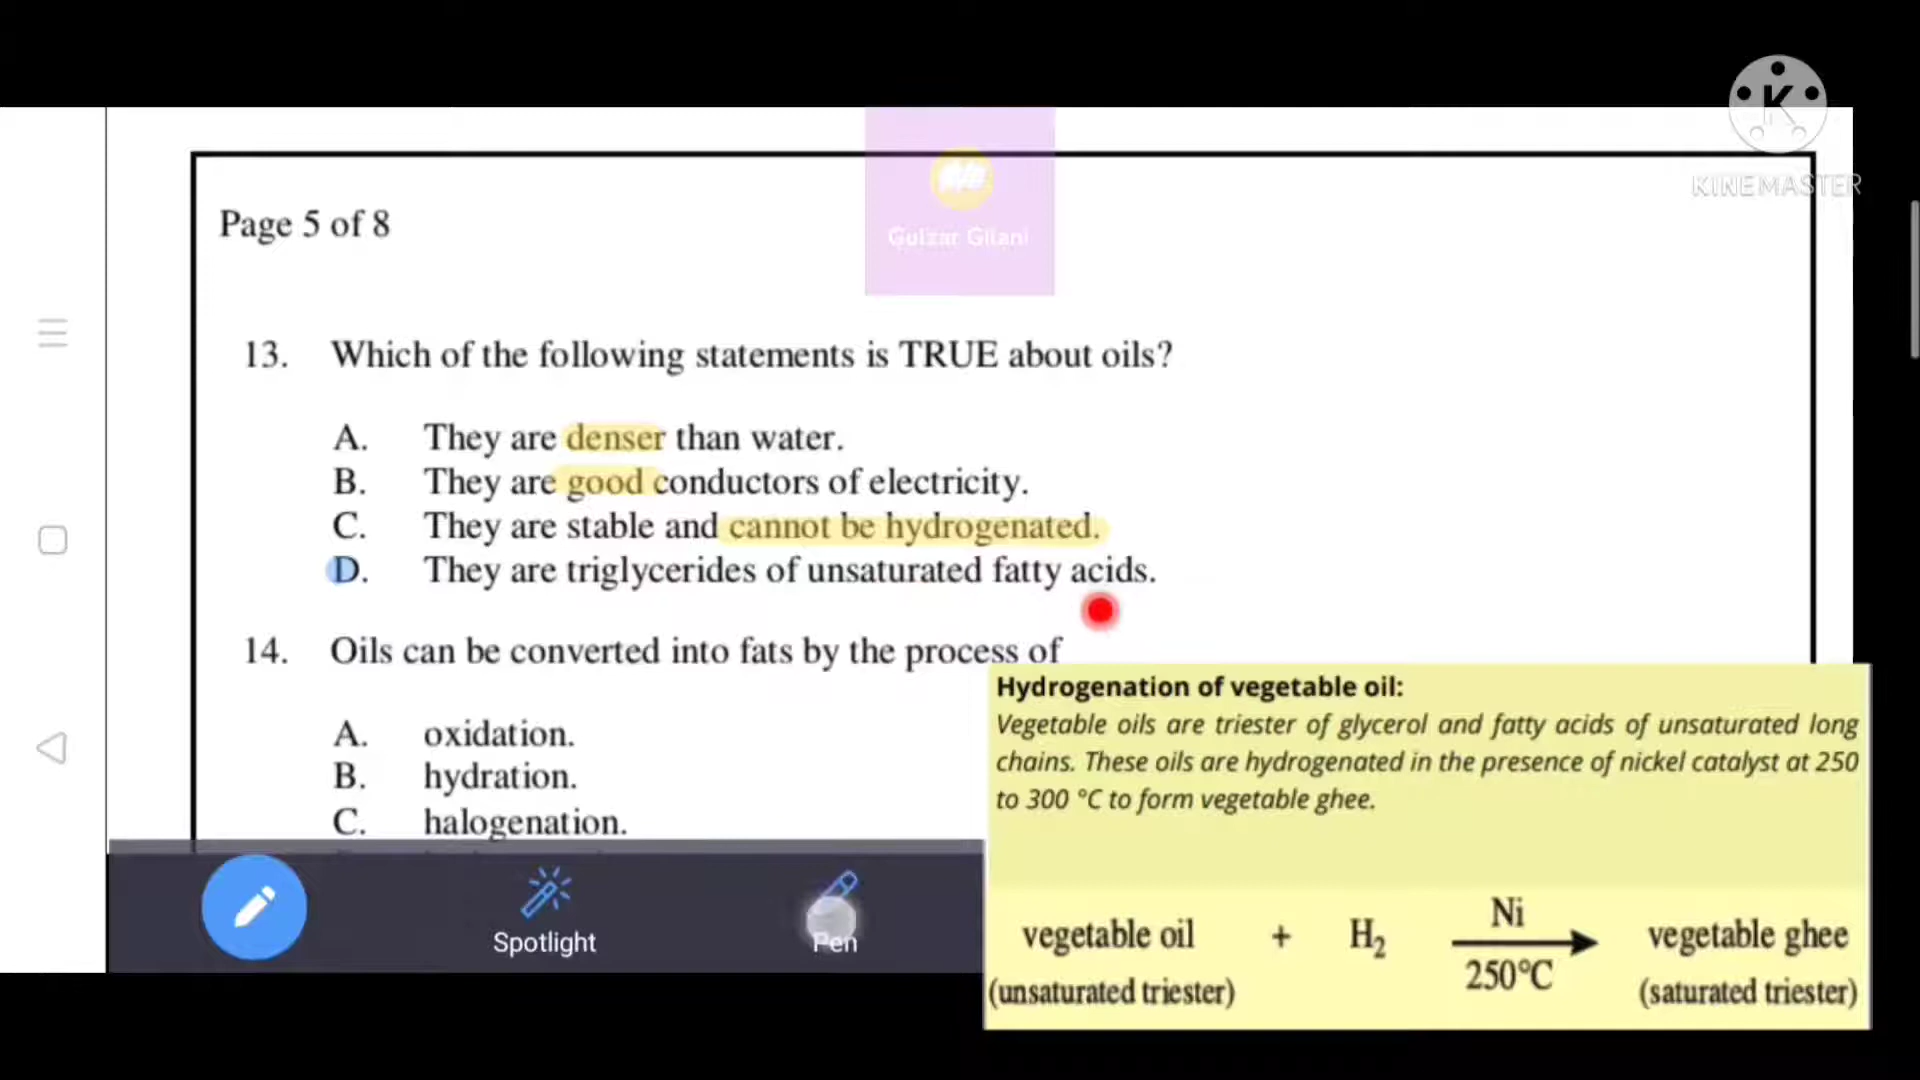 K
KINEMASTER
Gulzar Gilani
Page 5 of 8
13. Which of the following statements is TRUE about oils?
A. They are denser than water.
B. They are good conductors of electricity.
C. They are stable and cannot be hydrogenated.
D. They are triglycerides of unsaturated fatty acids.
14. Oils can be converted into fats by the process of
A. oxidation.
B. hydration.
C. halogenation.
Hydrogenation of vegetable oil:
Vegetable oils are triester of glycerol and fatty acids of unsaturated long
chains. These oils are hydrogenated in the presence of nickel catalyst at 250
to 300 °C to form vegetable ghee.
Ni
vegetable oil + H₂ vegetable ghee
250°C
(unsaturated triester) (saturated triester)
Spotlight
Pen